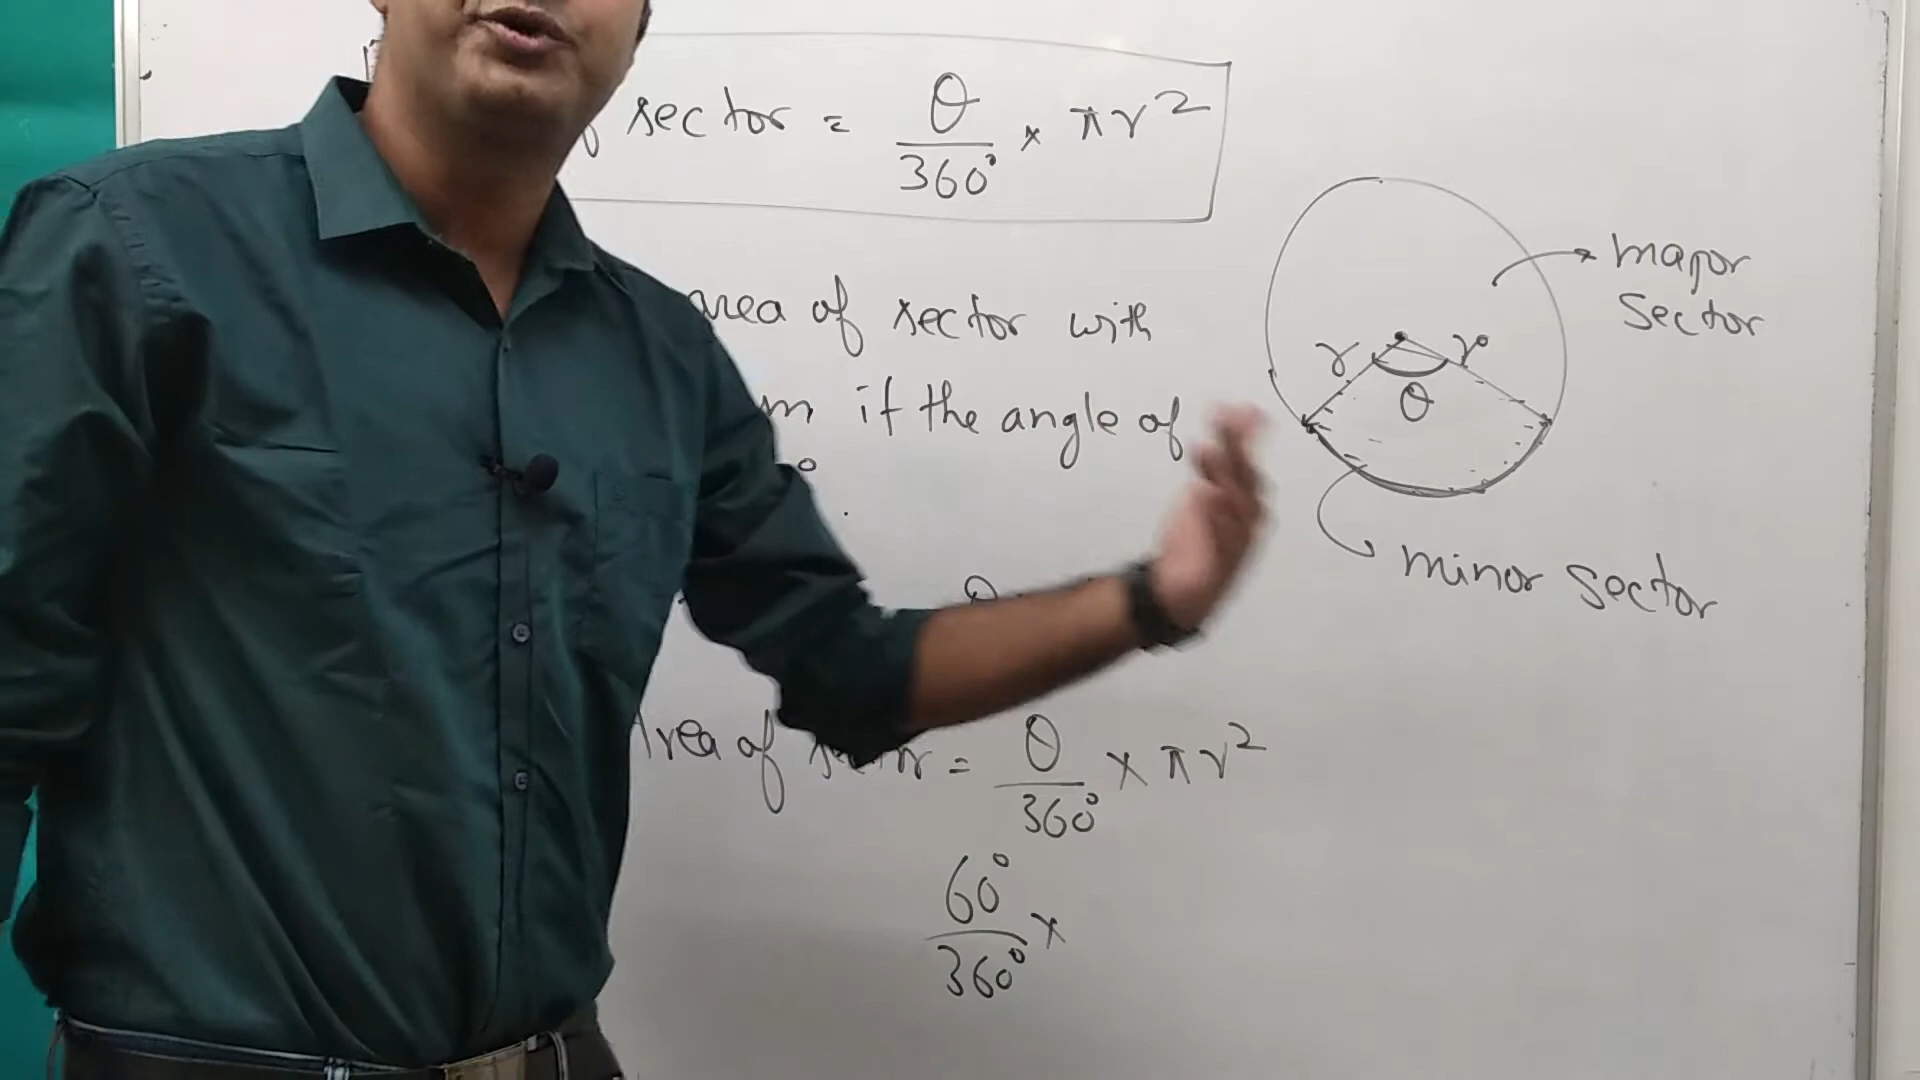 sector = θ/360° × πr²
area of sector with
m if the angle of
major
sector
r r
θ
minor sector
Area of = θ/360° × πr²
60°/360° ×